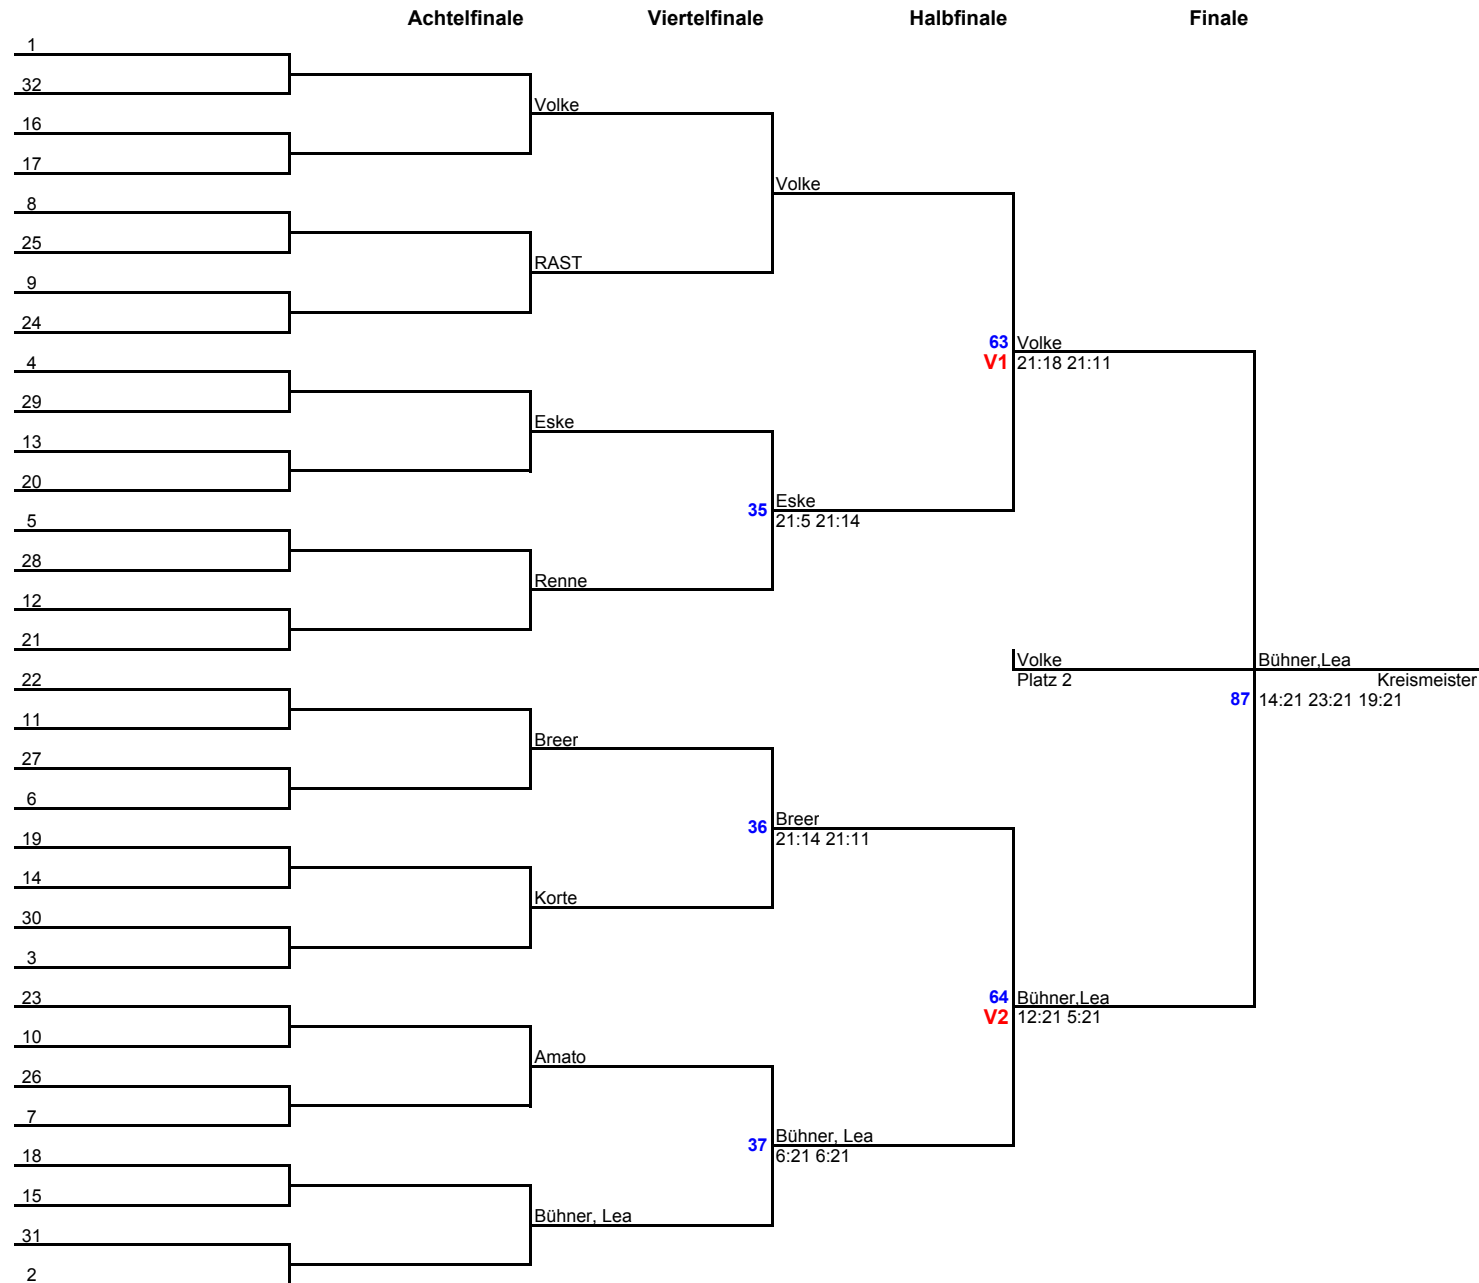 Achtelfinale Viertelfinale Halbfinale Finale
1
32
Volke
16
17
Volke
8
25
RAST
9
24
63 Volke
4
V1 21:18 21:11
29
Eske
13
20
35 Eske
5
21:5 21:14
28
Renne
12
21
Volke Bühner,Lea
22
Platz 2 Kreismeister
87 14:21 23:21 19:21
11
Breer
27
6
36 Breer
19
21:14 21:11
14
Korte
30
3
23
64 Bühner,Lea
V2 12:21 5:21
10
Amato
26
7
37 Bühner, Lea
18
6:21 6:21
15
Bühner, Lea
31
2